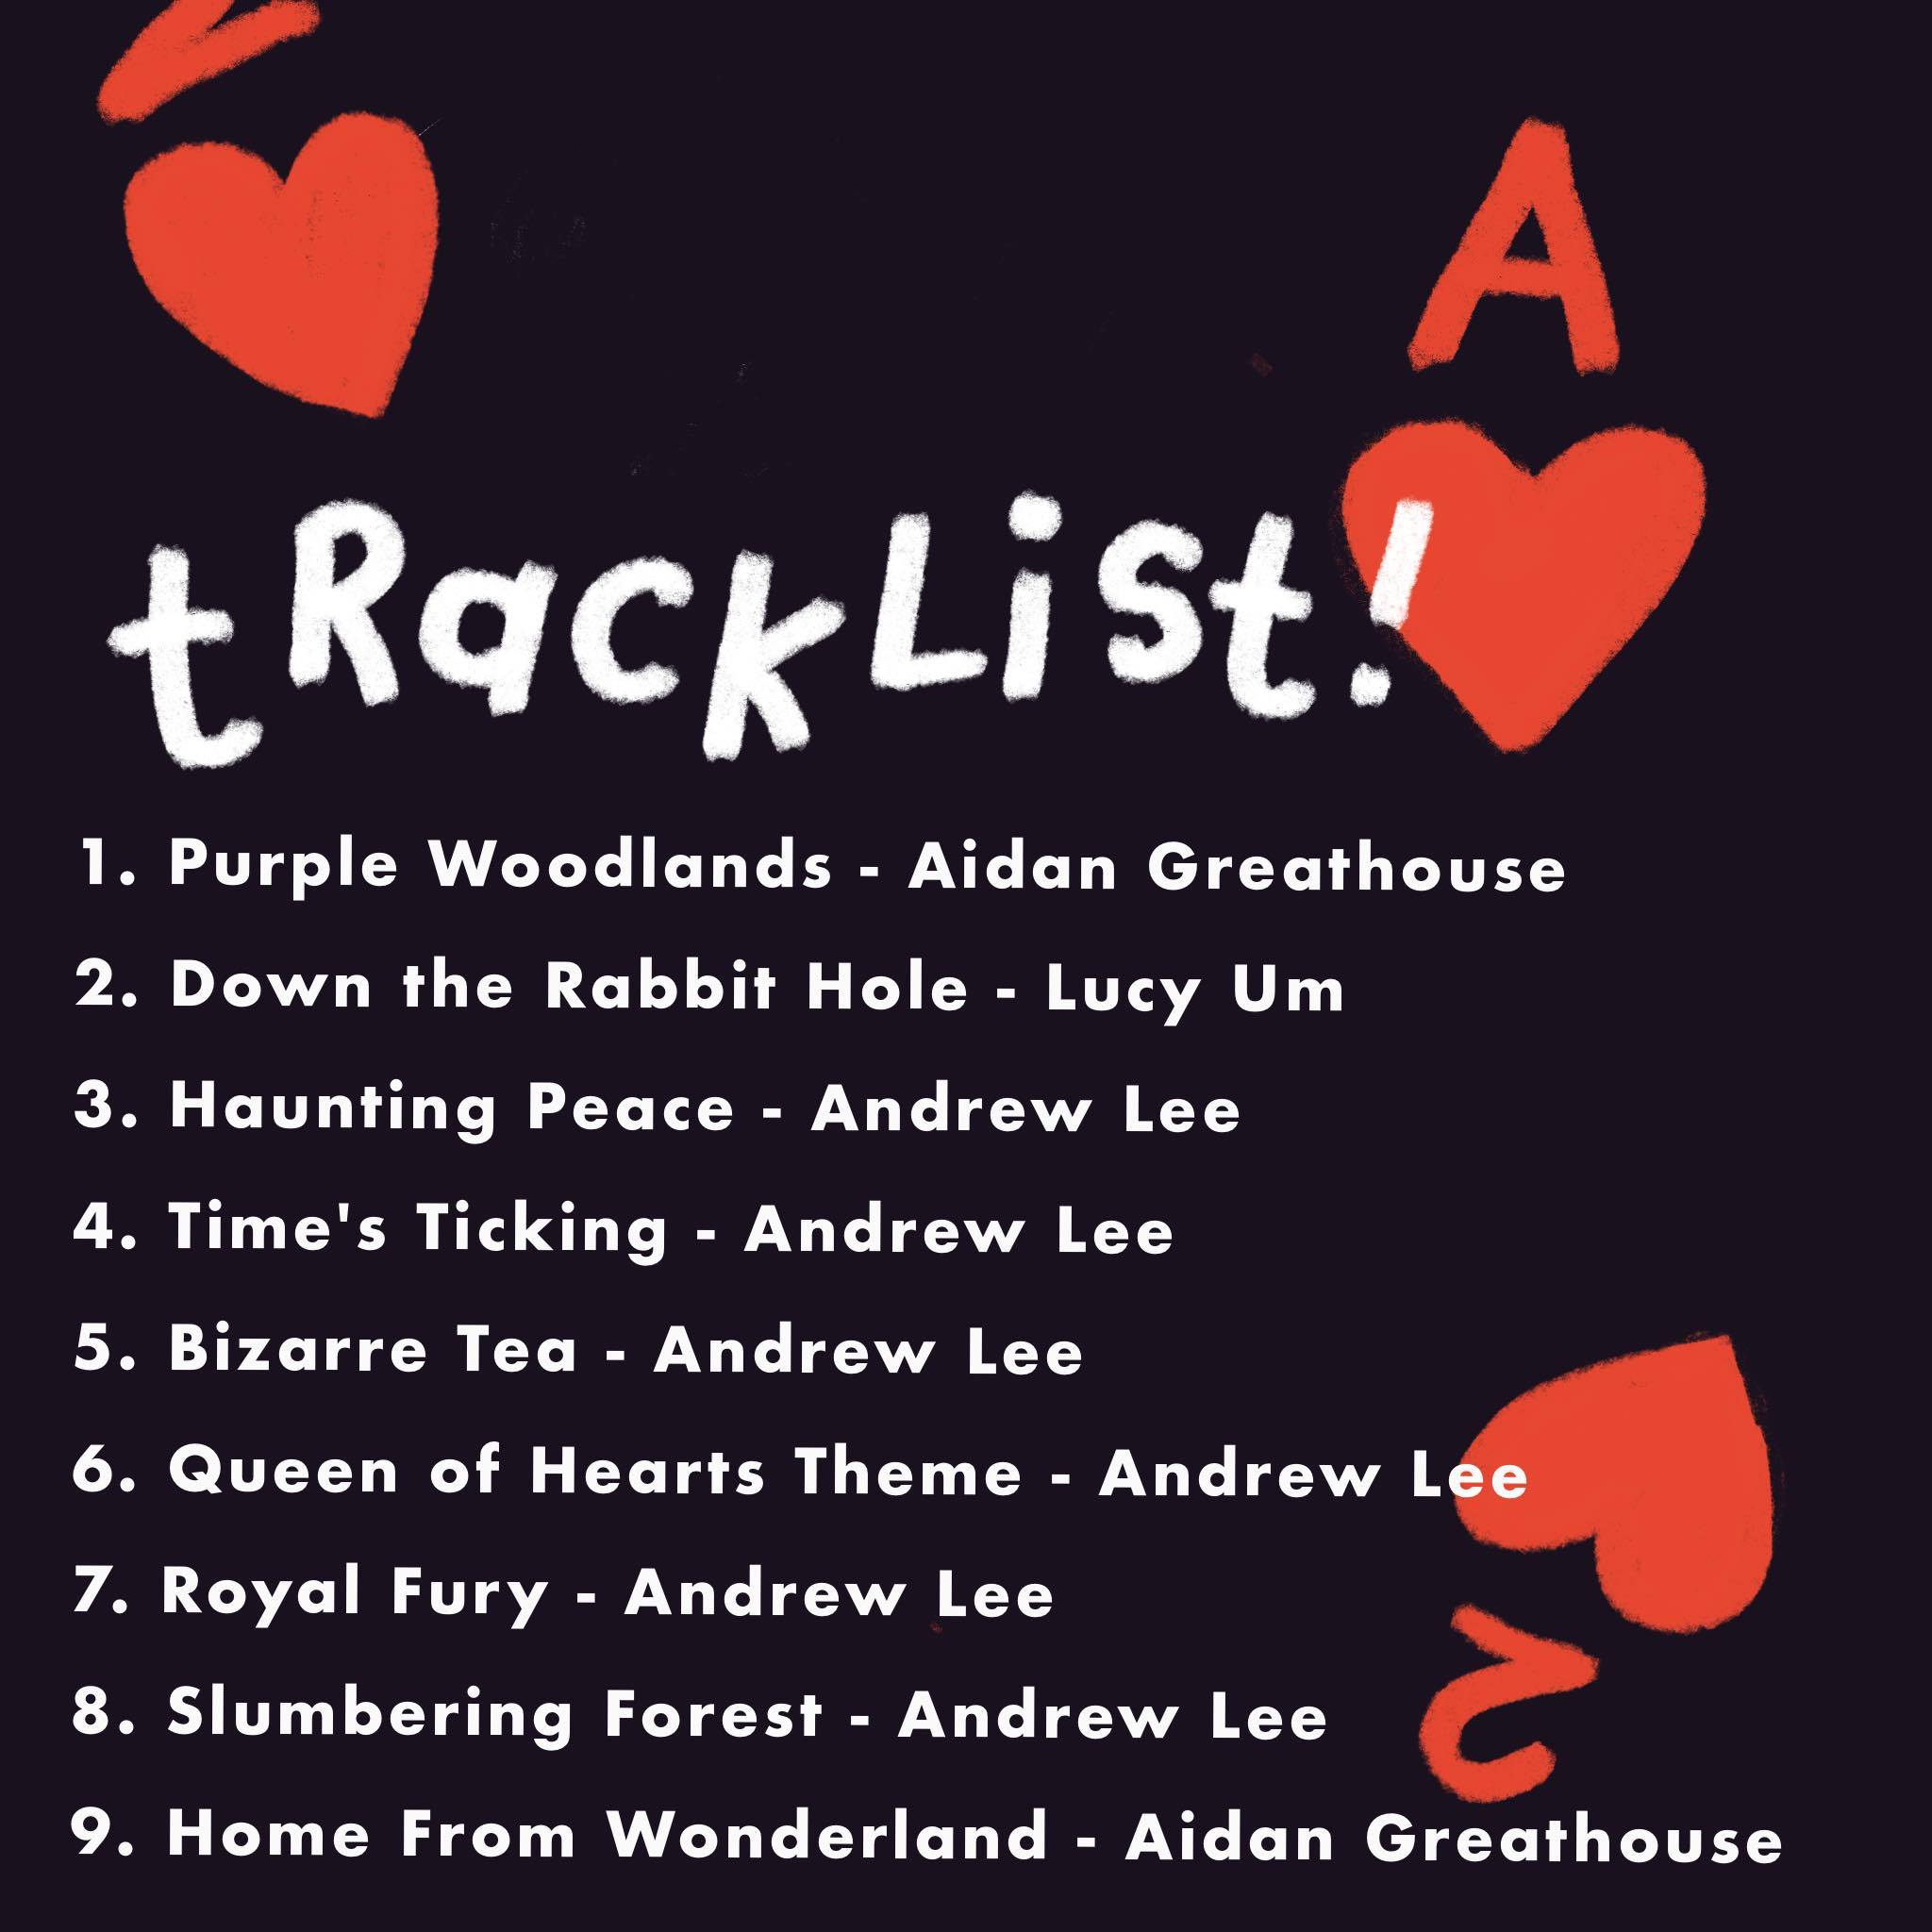 A
tRackList!
1. Purple Woodlands - Aidan Greathouse
2. Down the Rabbit Hole - Lucy Um
3. Haunting Peace - Andrew Lee
4. Time's Ticking - Andrew Lee
5. Bizarre Tea - Andrew Lee
6. Queen of Hearts Theme - Andrew Lee
7. Royal Fury - Andrew Lee
8. Slumbering Forest - Andrew Lee
2
9. Home From Wonderland - Aidan Greathouse